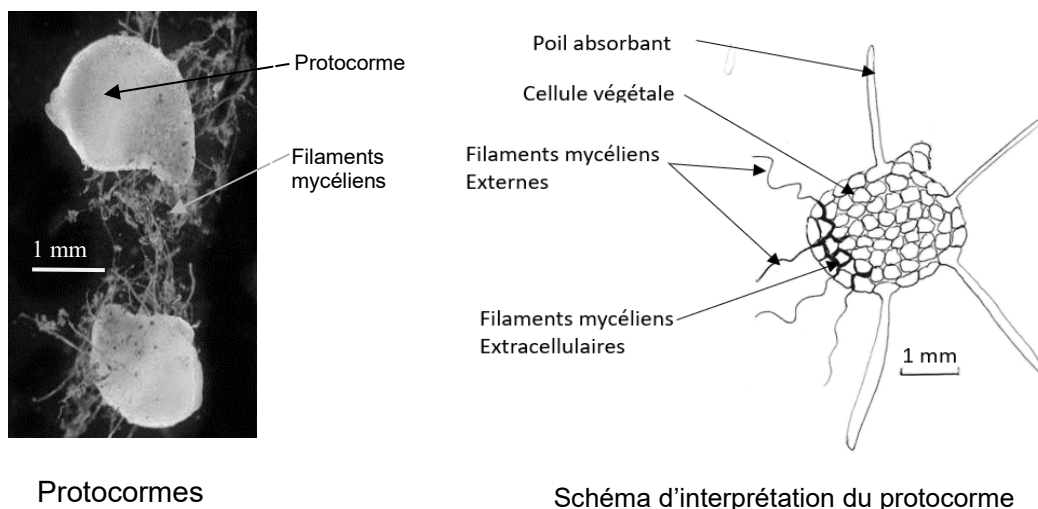 Protocorme
Filaments
mycéliens
1 mm
Protocormes
Poil absorbant
Cellule végétale
Filaments mycéliens
Externes
Filaments mycéliens
Extracellulaires
1 mm
Schéma d’interprétation du protocorme